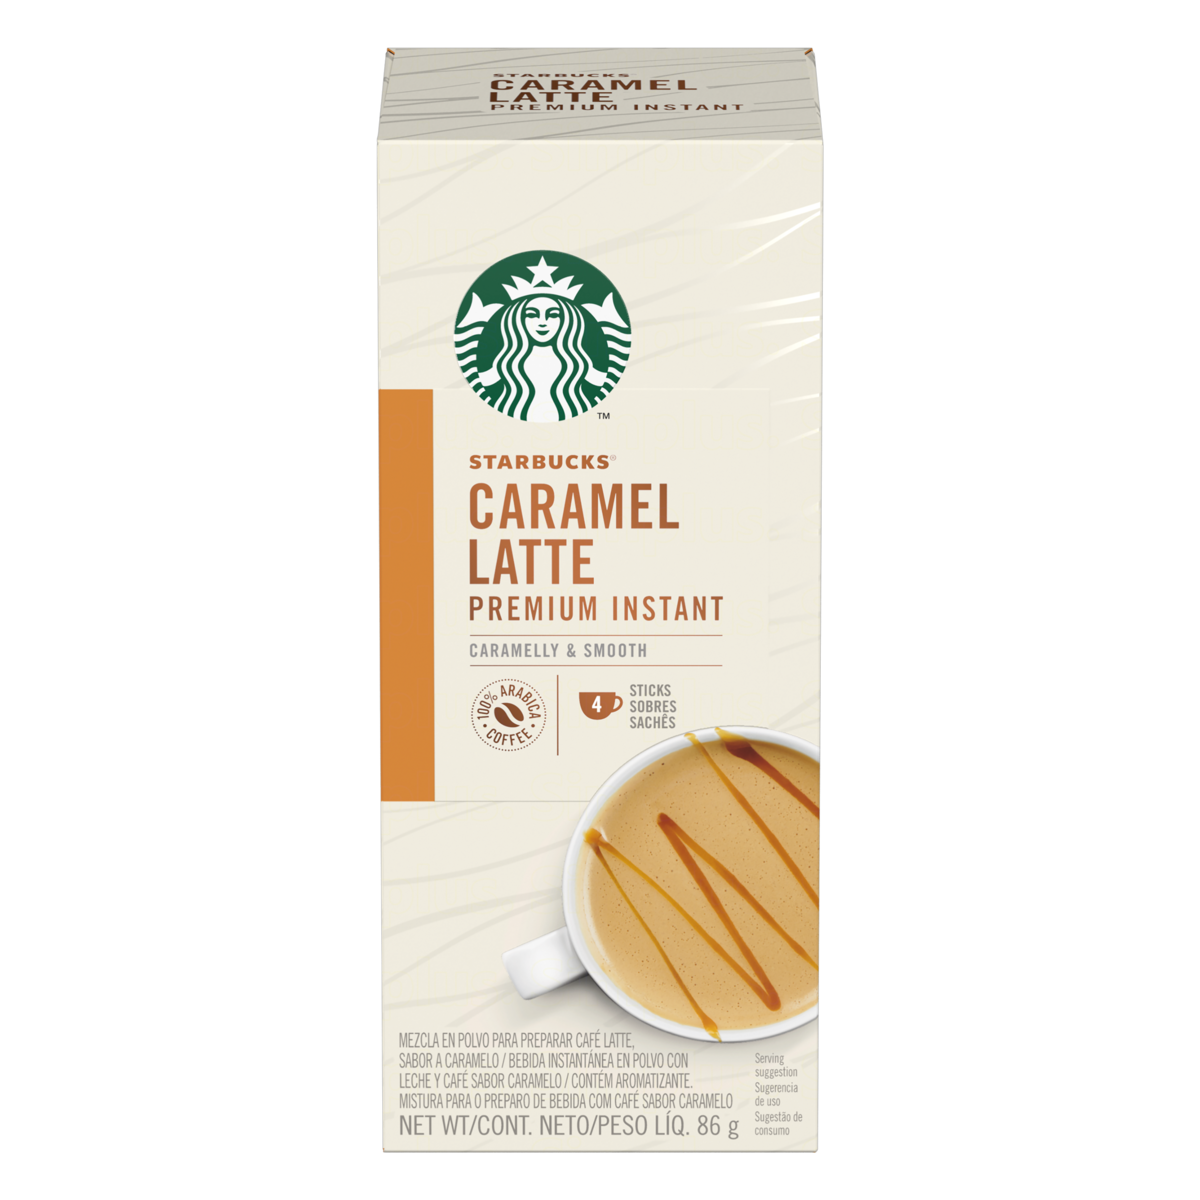 STARBUCKS
CARAMEL
LATTE
PREMIUM INSTANT
TM
STARBUCKS®
CARAMEL
LATTE
PREMIUM INSTANT
CARAMELLY & SMOOTH
100% ARABICA
• COFFEE •
4
STICKS
SOBRES
SACHÊS
MEZCLA EN POLVO PARA PREPARAR CAFÉ LATTE,
SABOR A CARAMELO / BEBIDA INSTANTÁNEA EN POLVO CON
LECHE Y CAFÉ SABOR CARAMELO / CONTÉM AROMATIZANTE.
MISTURA PARA O PREPARO DE BEBIDA COM CAFÉ SABOR CARAMELO
NET WT/CONT. NETO/PESO LÍQ. 86 g
Serving
suggestion
Sugerencia
de uso
Sugestão de
consumo